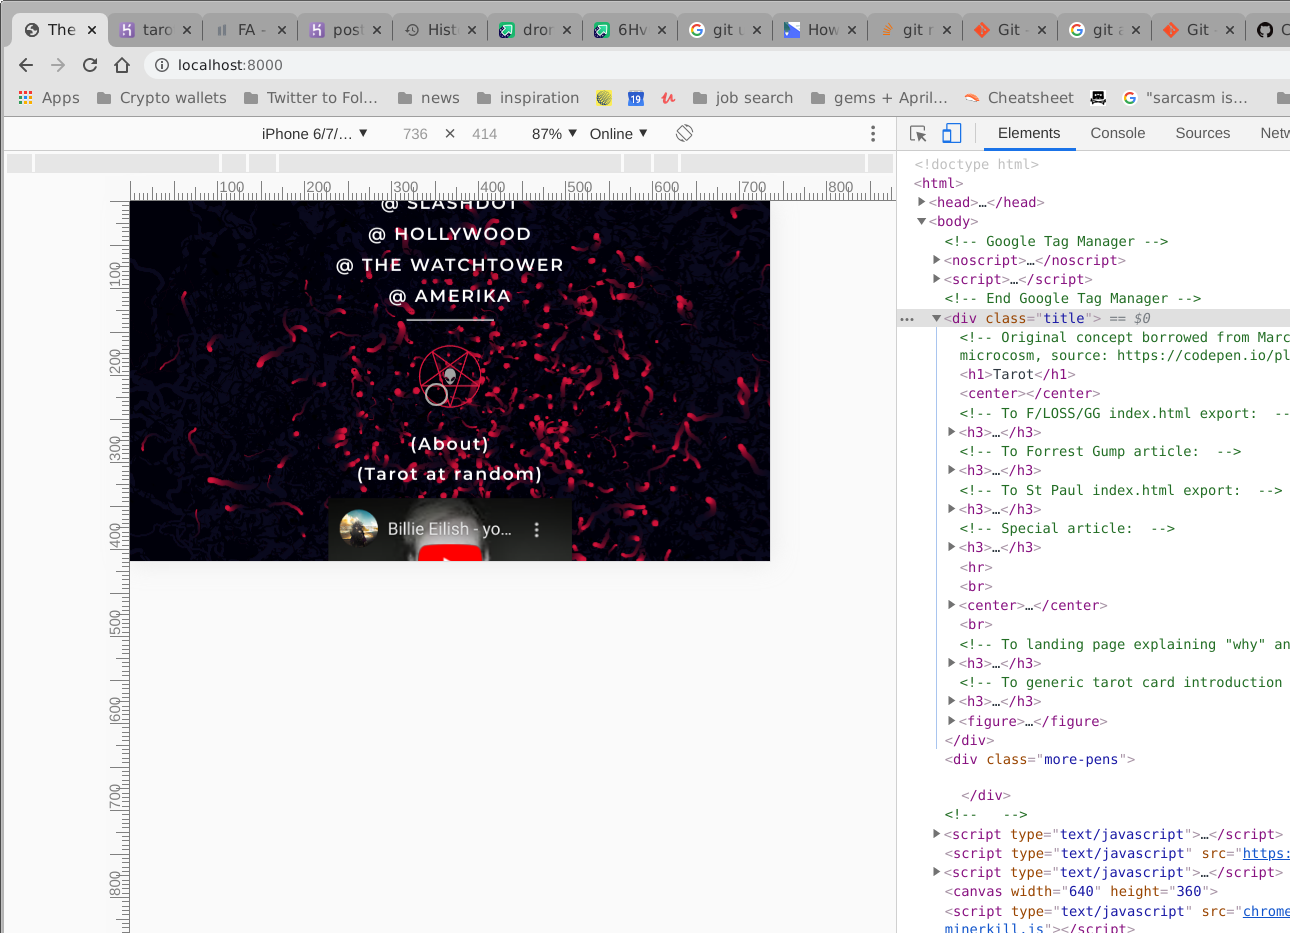 The
taro
FA -
post
Hist
dror
6Hv
git u
How
git r
Git -
git a
Git -
C
localhost:8000
Apps
Crypto wallets
Twitter to Fol...
news
inspiration
19
job search
gems + April...
Cheatsheet
"sarcasm is...
iPhone 6/7/... ▼ 736 × 414 87% ▼ Online ▼
Elements Console Sources Netw
100 200 300 400 500 600 700 800
100
200
300
400
500
600
700
800
@ SLASHDOT
@ HOLLYWOOD
@ THE WATCHTOWER
@ AMERIKA
(About)
(Tarot at random)
Billie Eilish - yo...
<!doctype html>
<html>
▶<head>…</head>
▼<body>
<!-- Google Tag Manager -->
▶<noscript>…</noscript>
▶<script>…</script>
<!-- End Google Tag Manager -->
… ▼<div class="title"> == $0
<!-- Original concept borrowed from Marc
microcosm, source: https://codepen.io/pl
<h1>Tarot</h1>
<center></center>
<!-- To F/LOSS/GG index.html export:  --
▶<h3>…</h3>
<!-- To Forrest Gump article:  -->
▶<h3>…</h3>
<!-- To St Paul index.html export:  -->
▶<h3>…</h3>
<!-- Special article:  -->
▶<h3>…</h3>
<hr>
<br>
▶<center>…</center>
<br>
<!-- To landing page explaining "why" an
▶<h3>…</h3>
<!-- To generic tarot card introduction
▶<h3>…</h3>
▶<figure>…</figure>
</div>
<div class="more-pens">
</div>
<!--   -->
▶<script type="text/javascript">…</script>
<script type="text/javascript" src="https:
▶<script type="text/javascript">…</script>
<canvas width="640" height="360">
<script type="text/javascript" src="chrome
minerkill.js"></script>